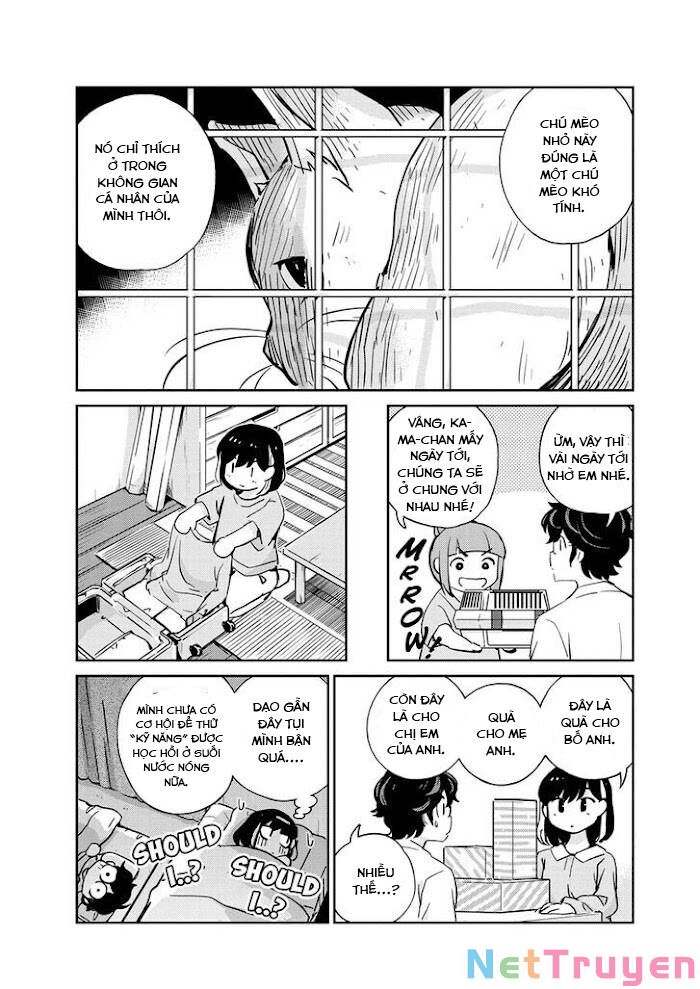 CHÚ MÈO
NHỎ NÀY
ĐÚNG LÀ
MỘT CHÚ
MÈO KHÓ
TÍNH.
NÓ CHỈ THÍCH
Ở TRONG
KHÔNG GIAN
CÁ NHÂN CỦA
MÌNH THÔI.
ỪM, VẬY THÌ
VÀI NGÀY TỚI
NHỜ EM NHÉ.
VÂNG, KA-
MA-CHAN MẤY
NGÀY TỚI,
CHÚNG TA SẼ
Ở CHUNG VỚI
NHAU NHÉ!
MRROW!
ĐÂY LÀ
QUÀ CHO
BỐ ANH.
QUÀ
CHO MẸ
ANH.
CÒN ĐÂY
LÀ CHO
CHỊ EM
CỦA ANH.
NHIỀU
THẾ...?
DẠO GẦN
ĐÂY TỤI
MÌNH BẬN
QUÁ....
MÌNH CHƯA CÓ
CƠ HỘI ĐỂ THỬ
“KỸ NĂNG” ĐƯỢC
HỌC HỎI Ở SUỐI
NƯỚC NÓNG
NỮA.
SHOULD
I..?
SHOULD
I..?
NetTruyen